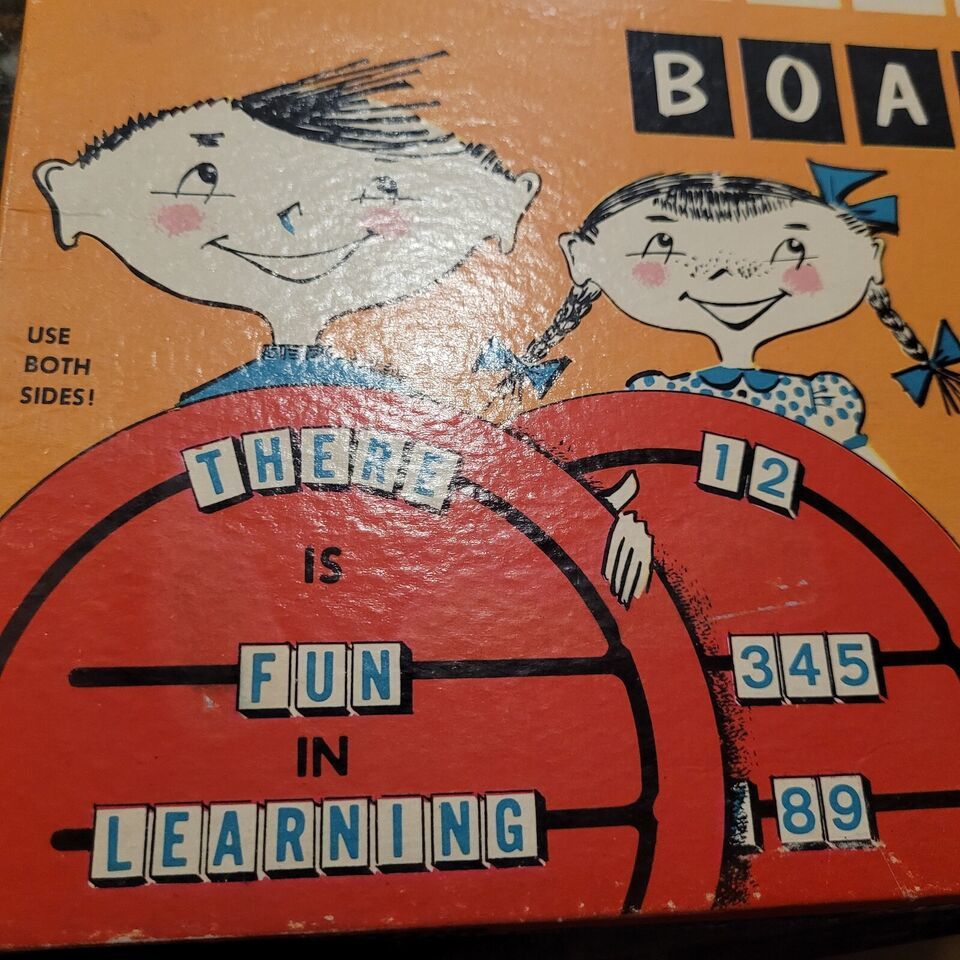 BOA
USE
BOTH
SIDES!
THERE
IS
FUN
IN
LEARNING
12
345
89